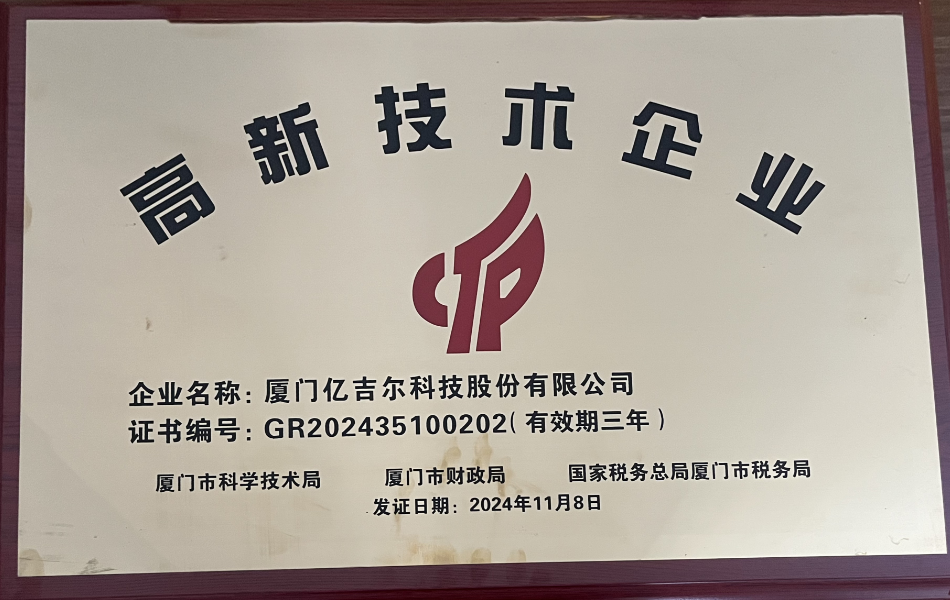 高新技术企业
企业名称：厦门亿吉尔科技股份有限公司
证书编号：GR202435100202（有效期三年）
厦门市科学技术局 厦门市财政局 国家税务总局厦门市税务局
发证日期：2024年11月8日